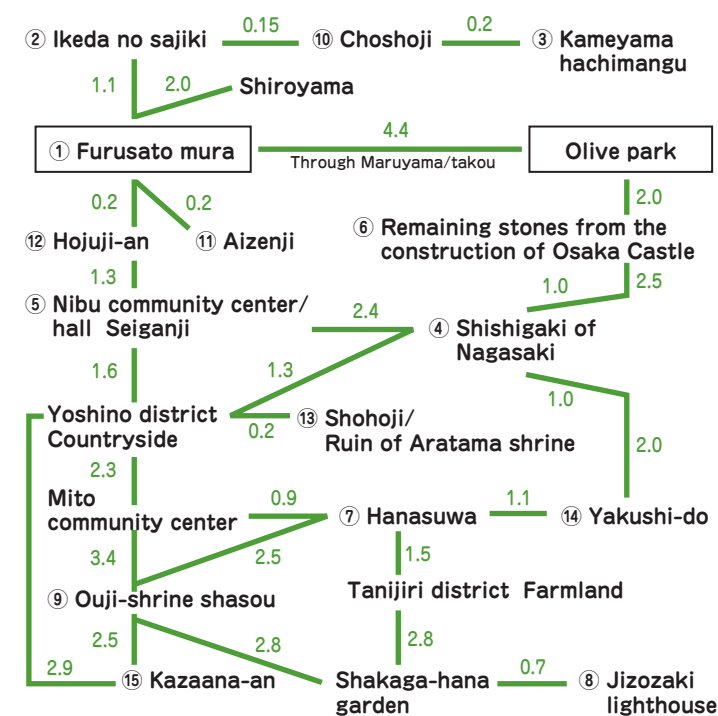 ② Ikeda no sajiki 0.15 ⑩ Choshoji 0.2 ③ Kameyama
hachimangu
1.1 2.0 Shiroyama
① Furusato mura 4.4 Olive park
Through Maruyama/takou
0.2 0.2 2.0
⑫ Hojuji-an ⑪ Aizenji ⑥ Remaining stones from the
construction of Osaka Castle
1.3 1.0 2.5
⑤ Nibu community center/
hall Seiganji 2.4 ④ Shishigaki of
Nagasaki
1.6 1.3 1.0
Yoshino district 0.2 ⑬ Shohoji/
Countryside Ruin of Aratama shrine 2.0
2.3
Mito
community center 0.9 ⑦ Hanasuwa 1.1 ⑭ Yakushi-do
3.4 2.5 1.5
⑨ Ouji-shrine shasou Tanijiri district Farmland
2.5 2.8 2.8
2.9 ⑮ Kazaana-an Shakaga-hana 0.7 ⑧ Jizozaki
garden lighthouse